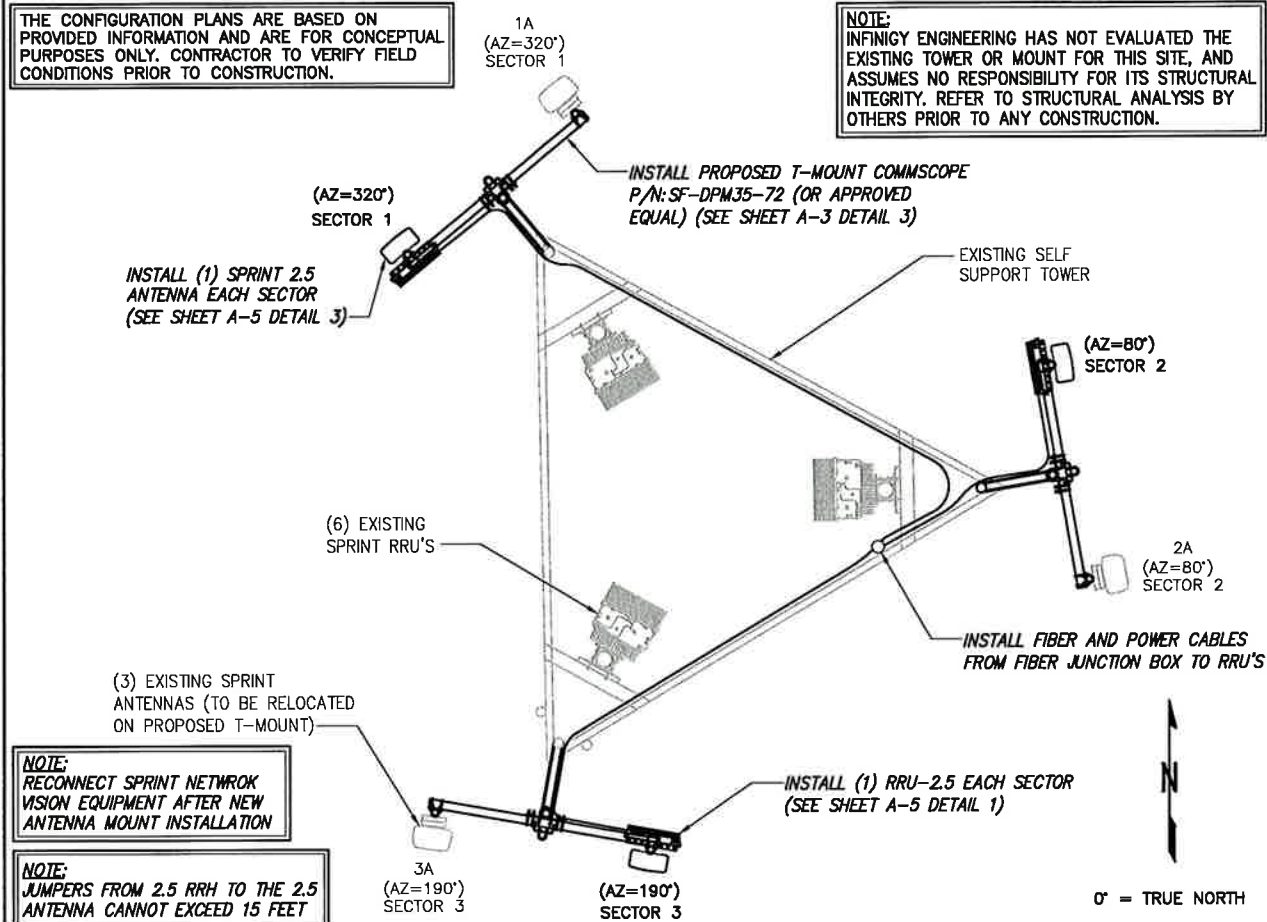 THE CONFIGURATION PLANS ARE BASED ON
PROVIDED INFORMATION AND ARE FOR CONCEPTUAL
PURPOSES ONLY. CONTRACTOR TO VERIFY FIELD
CONDITIONS PRIOR TO CONSTRUCTION.
1A
(AZ=320°)
SECTOR 1
NOTE:
INFINIGY ENGINEERING HAS NOT EVALUATED THE
EXISTING TOWER OR MOUNT FOR THIS SITE, AND
ASSUMES NO RESPONSIBILITY FOR ITS STRUCTURAL
INTEGRITY. REFER TO STRUCTURAL ANALYSIS BY
OTHERS PRIOR TO ANY CONSTRUCTION.
INSTALL PROPOSED T-MOUNT COMMSCOPE
P/N: SF-DPM35-72 (OR APPROVED
EQUAL) (SEE SHEET A-3 DETAIL 3)
(AZ=320°)
SECTOR 1
INSTALL (1) SPRINT 2.5
ANTENNA EACH SECTOR
(SEE SHEET A-5 DETAIL 3)
EXISTING SELF
SUPPORT TOWER
(AZ=80°)
SECTOR 2
(6) EXISTING
SPRINT RRU'S
2A
(AZ=80°)
SECTOR 2
INSTALL FIBER AND POWER CABLES
FROM FIBER JUNCTION BOX TO RRU'S
(3) EXISTING SPRINT
ANTENNAS (TO BE RELOCATED
ON PROPOSED T-MOUNT)
NOTE:
RECONNECT SPRINT NETWROK
VISION EQUIPMENT AFTER NEW
ANTENNA MOUNT INSTALLATION
INSTALL (1) RRU-2.5 EACH SECTOR
(SEE SHEET A-5 DETAIL 1)
N
NOTE:
JUMPERS FROM 2.5 RRH TO THE 2.5
ANTENNA CANNOT EXCEED 15 FEET
3A
(AZ=190°)
SECTOR 3
(AZ=190°)
SECTOR 3
0° = TRUE NORTH